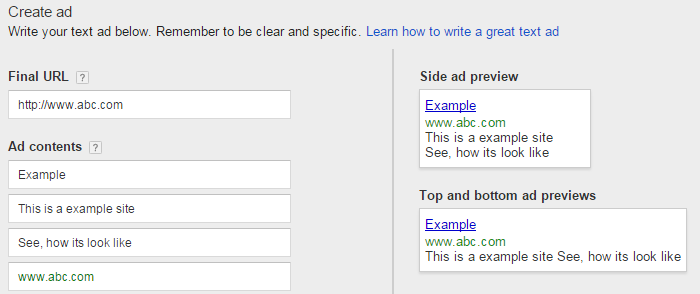 Create ad
Write your text ad below. Remember to be clear and specific. Learn how to write a great text ad
Final URL ?
http://www.abc.com
Ad contents ?
Example
This is a example site
See, how its look like
www.abc.com
Side ad preview
Example
www.abc.com
This is a example site
See, how its look like
Top and bottom ad previews
Example
www.abc.com
This is a example site See, how its look like